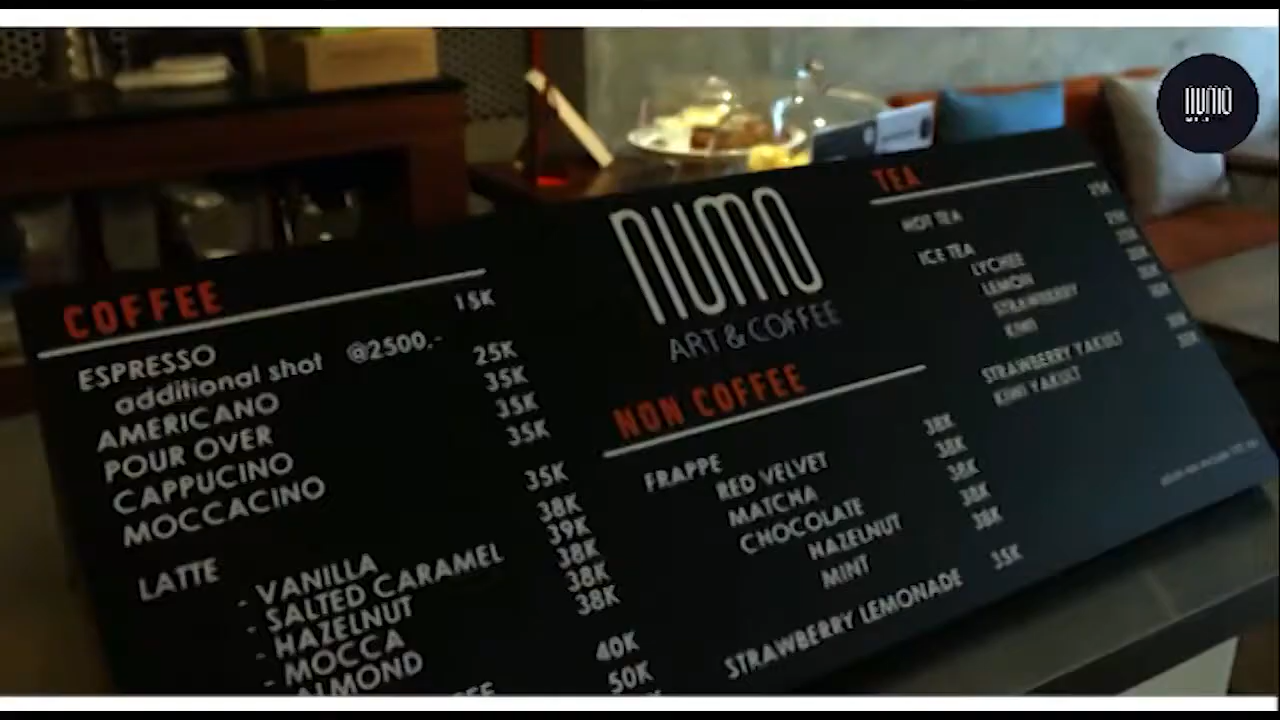 numo
COFFEE
ESPRESSO 15K
additional shot @2500.-
AMERICANO 25K
POUR OVER 35K
CAPPUCINO 35K
MOCCACINO 35K
LATTE 35K
- VANILLA 38K
- SALTED CARAMEL 39K
- HAZELNUT 38K
- MOCCA 38K
ALMOND 38K
40K
50K
numo
ART & COFFEE
NON COFFEE
FRAPPE
RED VELVET 38K
MATCHA 38K
CHOCOLATE 38K
HAZELNUT 38K
MINT 38K
STRAWBERRY LEMONADE 35K
TEA
HOT TEA
ICE TEA
LYCHEE
LEMON
STRAWBERRY
KIWI
STRAWBERRY YAKULT
KIWI YAKULT